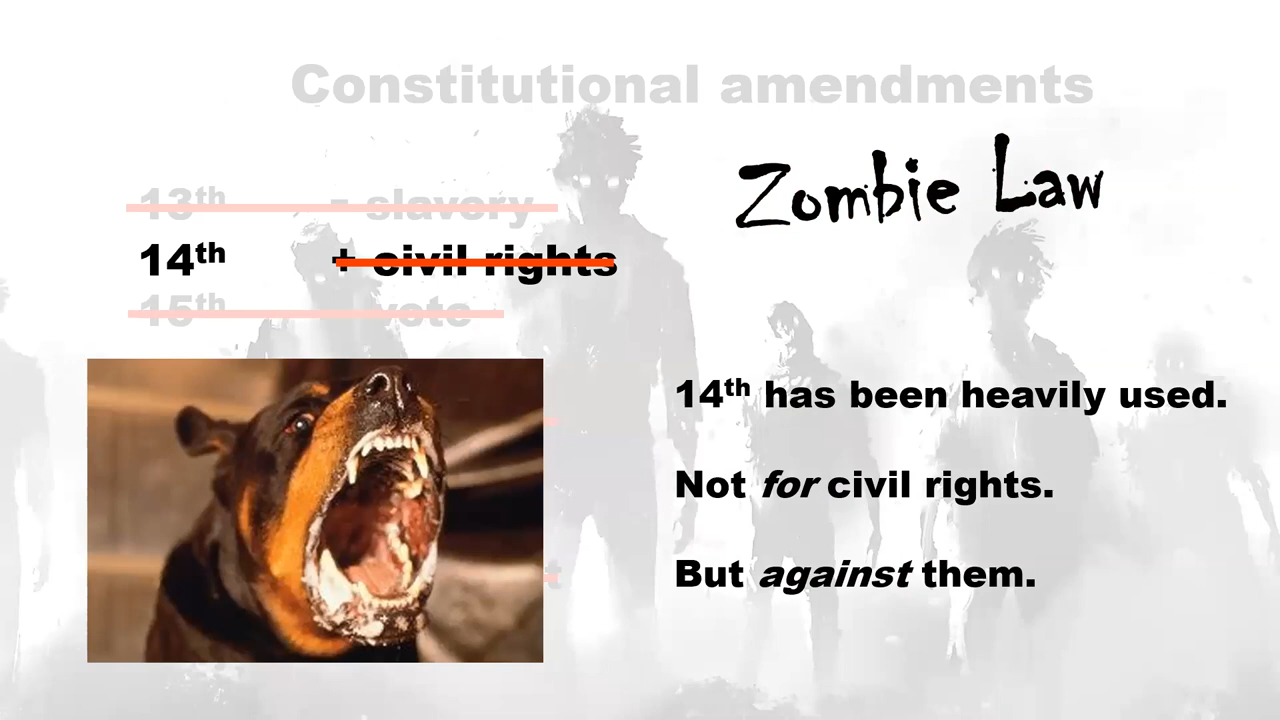 Constitutional amendments
Zombie Law
13th - slavery
14th + civil rights
15th vote
14th has been heavily used.
Not for civil rights.
But against them.